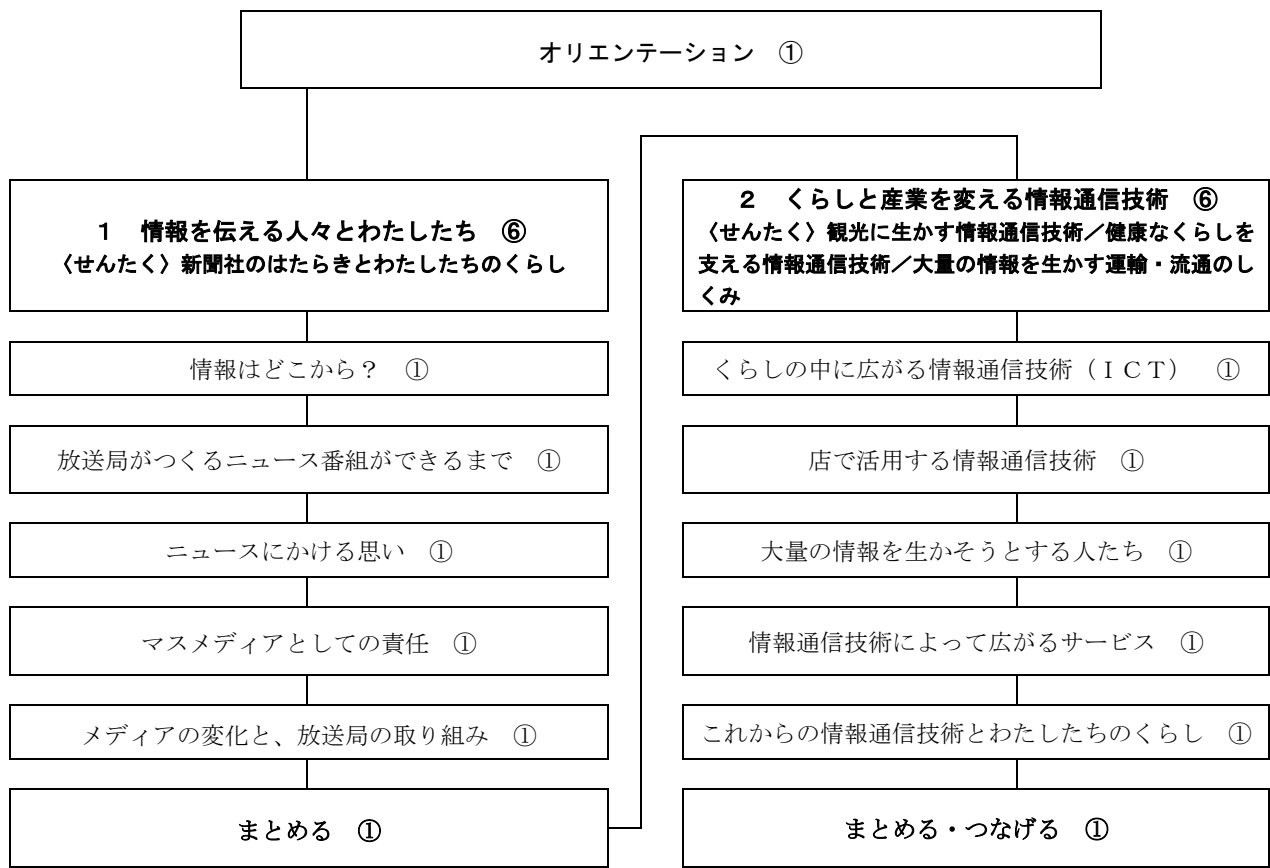 オリエンテーション　①
１　情報を伝える人々とわたしたち　⑥
〈せんたく〉新聞社のはたらきとわたしたちのくらし
情報はどこから？　①
放送局がつくるニュース番組ができるまで　①
ニュースにかける思い　①
マスメディアとしての責任　①
メディアの変化と、放送局の取り組み　①
まとめる　①
２　くらしと産業を変える情報通信技術　⑥
〈せんたく〉観光に生かす情報通信技術／健康なくらしを
支える情報通信技術／大量の情報を生かす運輸・流通のし
くみ
くらしの中に広がる情報通信技術（ＩＣＴ）　①
店で活用する情報通信技術　①
大量の情報を生かそうとする人たち　①
情報通信技術によって広がるサービス　①
これからの情報通信技術とわたしたちのくらし　①
まとめる・つなげる　①